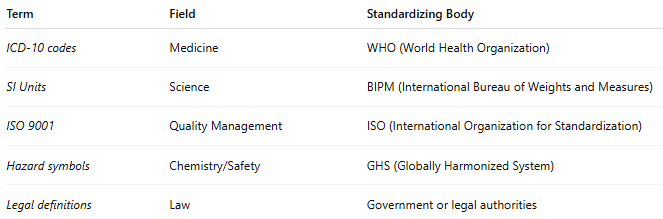 Term Field Standardizing Body
ICD-10 codes Medicine WHO (World Health Organization)
SI Units Science BIPM (International Bureau of Weights and Measures)
ISO 9001 Quality Management ISO (International Organization for Standardization)
Hazard symbols Chemistry/Safety GHS (Globally Harmonized System)
Legal definitions Law Government or legal authorities